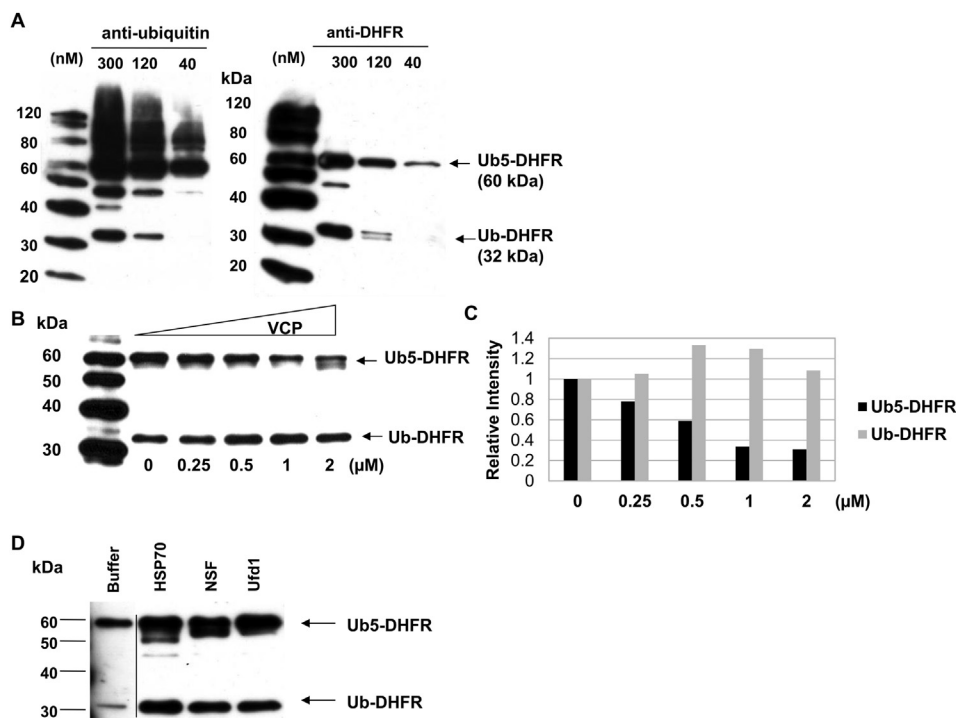 A
anti-ubiquitin
anti-DHFR
(nM)
300 120 40
(nM)
300 120 40
kDa
120
80
60
40
30
20
120
80
60
40
30
20
Ub5-DHFR
(60 kDa)
Ub-DHFR
(32 kDa)
B
kDa
VCP
60
50
40
30
Ub5-DHFR
Ub-DHFR
0 0.25 0.5 1 2 (µM)
C
Relative Intensity
1.4
1.2
1
0.8
0.6
0.4
0.2
0
0 0.25 0.5 1 2 (µM)
Ub5-DHFR
Ub-DHFR
D
kDa
Buffer
HSP70
NSF
Ufd1
60
50
40
30
Ub5-DHFR
Ub-DHFR